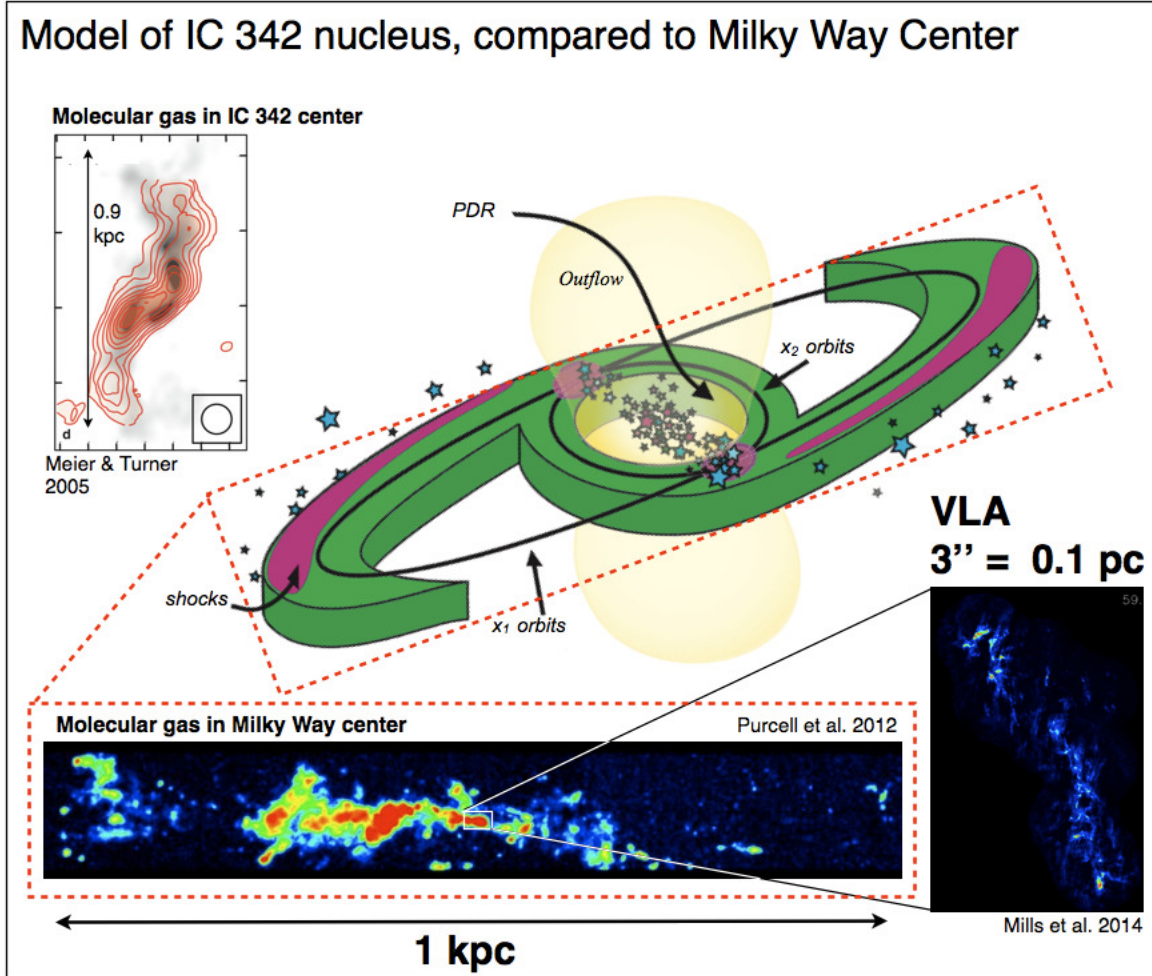 Model of IC 342 nucleus, compared to Milky Way Center
Molecular gas in IC 342 center
0.9
kpc
d
Meier & Turner
2005
PDR
Outflow
x₂ orbits
shocks
x₁ orbits
VLA
3’’ = 0.1 pc
59.
Molecular gas in Milky Way center
Purcell et al. 2012
1 kpc
Mills et al. 2014